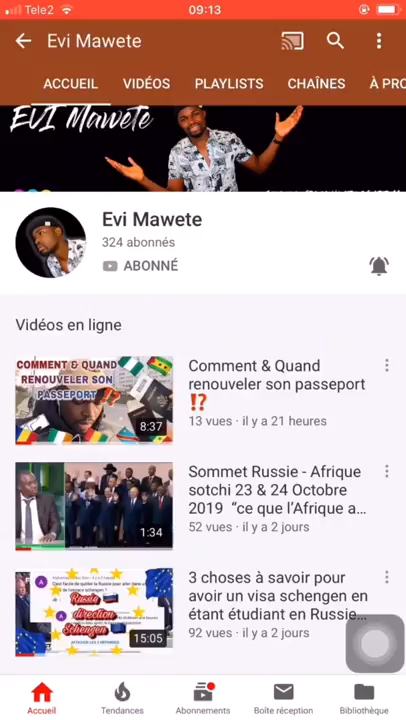 Tele2
09:13
Evi Mawete
ACCUEIL VIDÉOS PLAYLISTS CHAÎNES À PRO
EVI Mawete
Evi Mawete
324 abonnés
ABONNÉ
Vidéos en ligne
COMMENT & QUAND
RENOUVELER SON
PASSEPORT
8:37
Comment & Quand
renouveler son passeport
⁉️
13 vues · il y a 21 heures
1:34
Sommet Russie - Afrique
sotchi 23 & 24 Octobre
2019 “ce que l’Afrique a...
52 vues · il y a 2 jours
Russie
direction
Schengen
15:05
3 choses à savoir pour
avoir un visa schengen en
étant étudiant en Russie...
92 vues · il y a 2 jours
Accueil Tendances Abonnements Boîte réception Bibliothèque